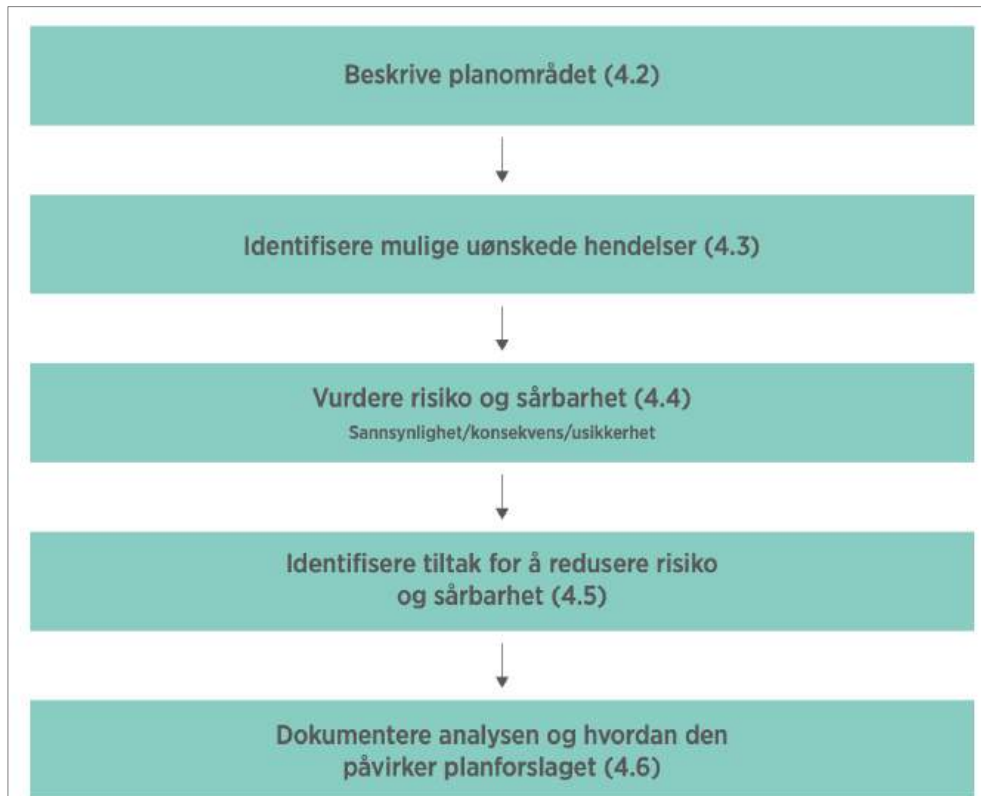 Beskrive planområdet (4.2)
Identifisere mulige uønskede hendelser (4.3)
Vurdere risiko og sårbarhet (4.4)
Sannsynlighet/konsekvens/usikkerhet
Identifisere tiltak for å redusere risiko
og sårbarhet (4.5)
Dokumentere analysen og hvordan den
påvirker planforslaget (4.6)